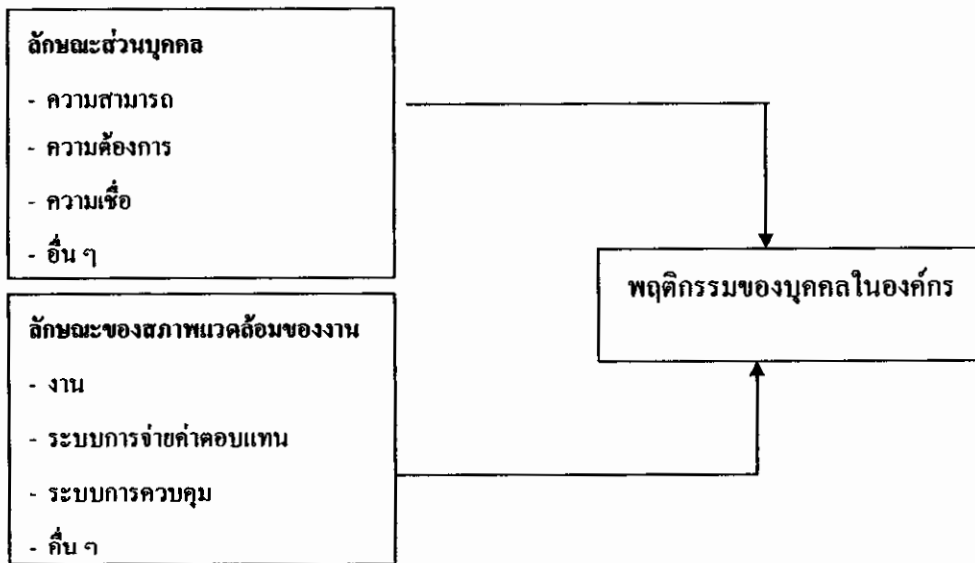 ลักษณะส่วนบุคคล
- ความสามารถ
- ความต้องการ
- ความเชื่อ
- อื่น ๆ
พฤติกรรมของบุคคลในองค์กร
ลักษณะของสภาพแวดล้อมของงาน
- งาน
- ระบบการจ่ายค่าตอบแทน
- ระบบการควบคุม
- คื่น ๆ